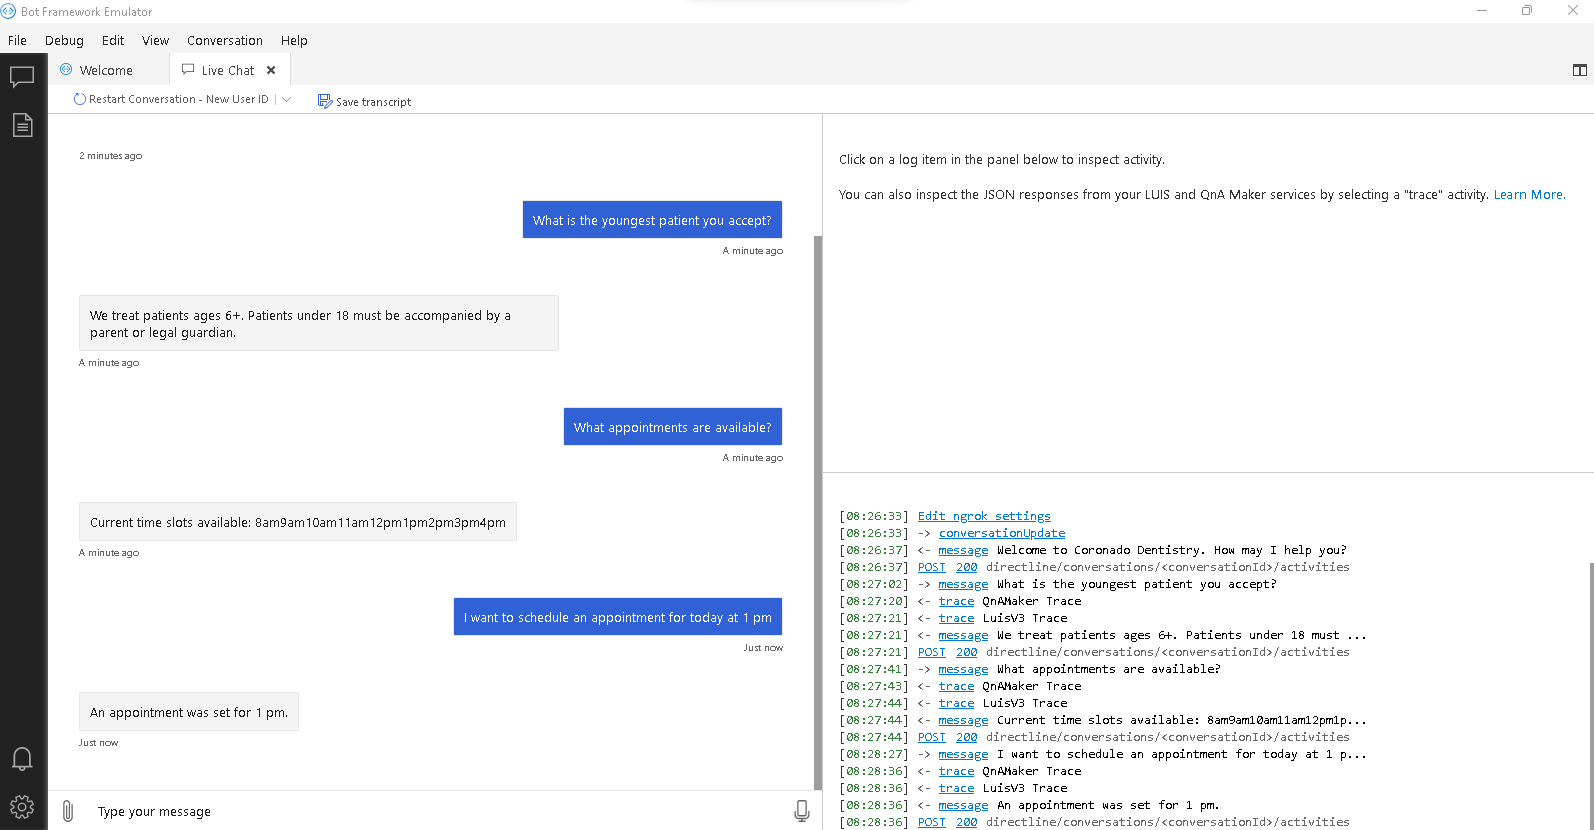 Bot Framework Emulator
File Debug Edit View Conversation Help
Welcome
Live Chat
Restart Conversation - New User ID
Save transcript
2 minutes ago
What is the youngest patient you accept?
A minute ago
We treat patients ages 6+. Patients under 18 must be accompanied by a
parent or legal guardian.
A minute ago
What appointments are available?
A minute ago
Current time slots available: 8am9am10am11am12pm1pm2pm3pm4pm
A minute ago
I want to schedule an appointment for today at 1 pm
Just now
An appointment was set for 1 pm.
Just now
Type your message
Click on a log item in the panel below to inspect activity.
You can also inspect the JSON responses from your LUIS and QnA Maker services by selecting a "trace" activity. Learn More.
[08:26:33] Edit ngrok settings
[08:26:33] -> conversationUpdate
[08:26:37] <- message Welcome to Coronado Dentistry. How may I help you?
[08:26:37] POST 200 directline/conversations/<conversationId>/activities
[08:27:02] -> message What is the youngest patient you accept?
[08:27:20] <- trace QnAMaker Trace
[08:27:21] <- trace LuisV3 Trace
[08:27:21] <- message We treat patients ages 6+. Patients under 18 must ...
[08:27:21] POST 200 directline/conversations/<conversationId>/activities
[08:27:41] -> message What appointments are available?
[08:27:43] <- trace QnAMaker Trace
[08:27:44] <- trace LuisV3 Trace
[08:27:44] <- message Current time slots available: 8am9am10am11am12pm1p...
[08:27:44] POST 200 directline/conversations/<conversationId>/activities
[08:28:27] -> message I want to schedule an appointment for today at 1 p...
[08:28:36] <- trace QnAMaker Trace
[08:28:36] <- trace LuisV3 Trace
[08:28:36] <- message An appointment was set for 1 pm.
[08:28:36] POST 200 directline/conversations/<conversationId>/activities